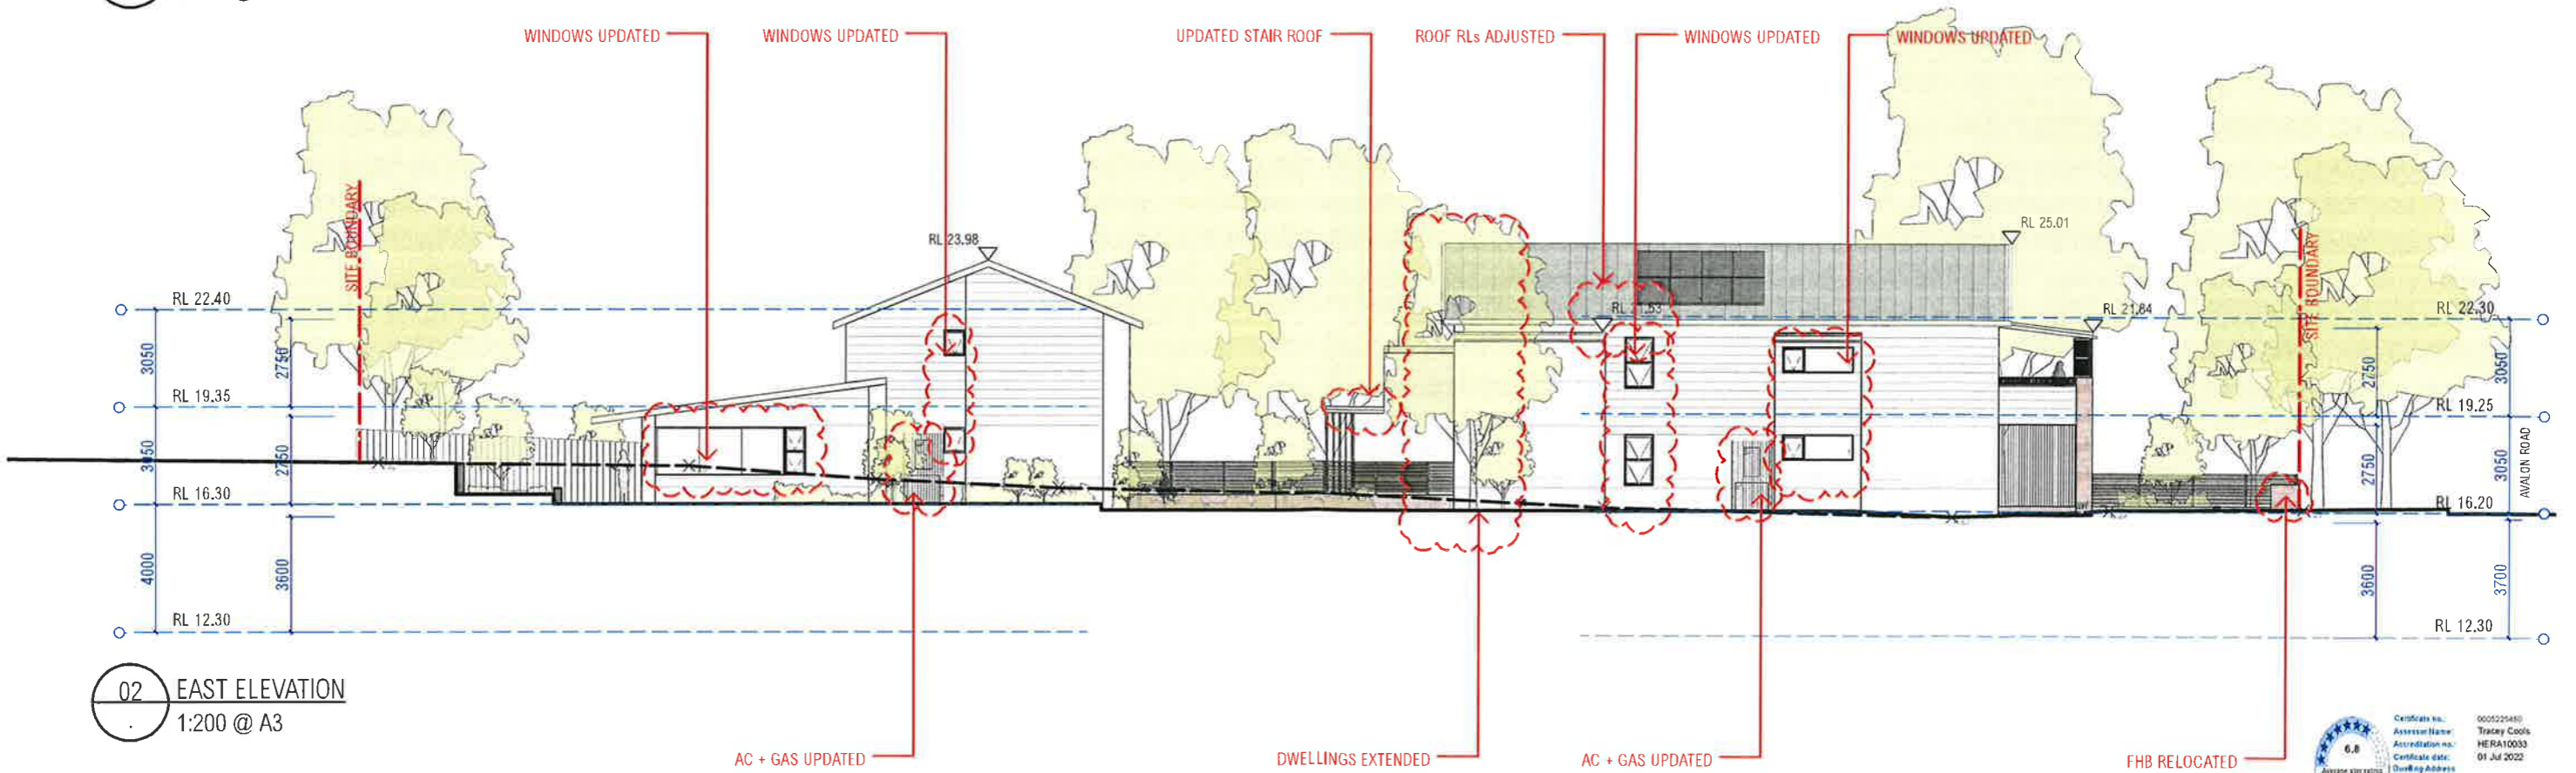 WINDOWS UPDATED
WINDOWS UPDATED
UPDATED STAIR ROOF
ROOF RLs ADJUSTED
WINDOWS UPDATED
WINDOWS UPDATED
SITE BOUNDARY
RL 23.98
RL 25.01
SITE BOUNDARY
RL 22.40
RL 21.53
RL 21.84
RL 22.30
3050
2750
2750
3050
RL 19.35
RL 19.25
3050
2750
2750
3050
AVALON ROAD
RL 16.30
RL 16.20
4000
3600
3600
3700
RL 12.30
RL 12.30
02 EAST ELEVATION
1:200 @ A3
AC + GAS UPDATED
DWELLINGS EXTENDED
AC + GAS UPDATED
FHB RELOCATED
6.8
Certificate no.:
Assessor Name: Tracey Cools
Accreditation no.: HERA10033
Certificate date: 01 Jul 2022
Dwelling Address